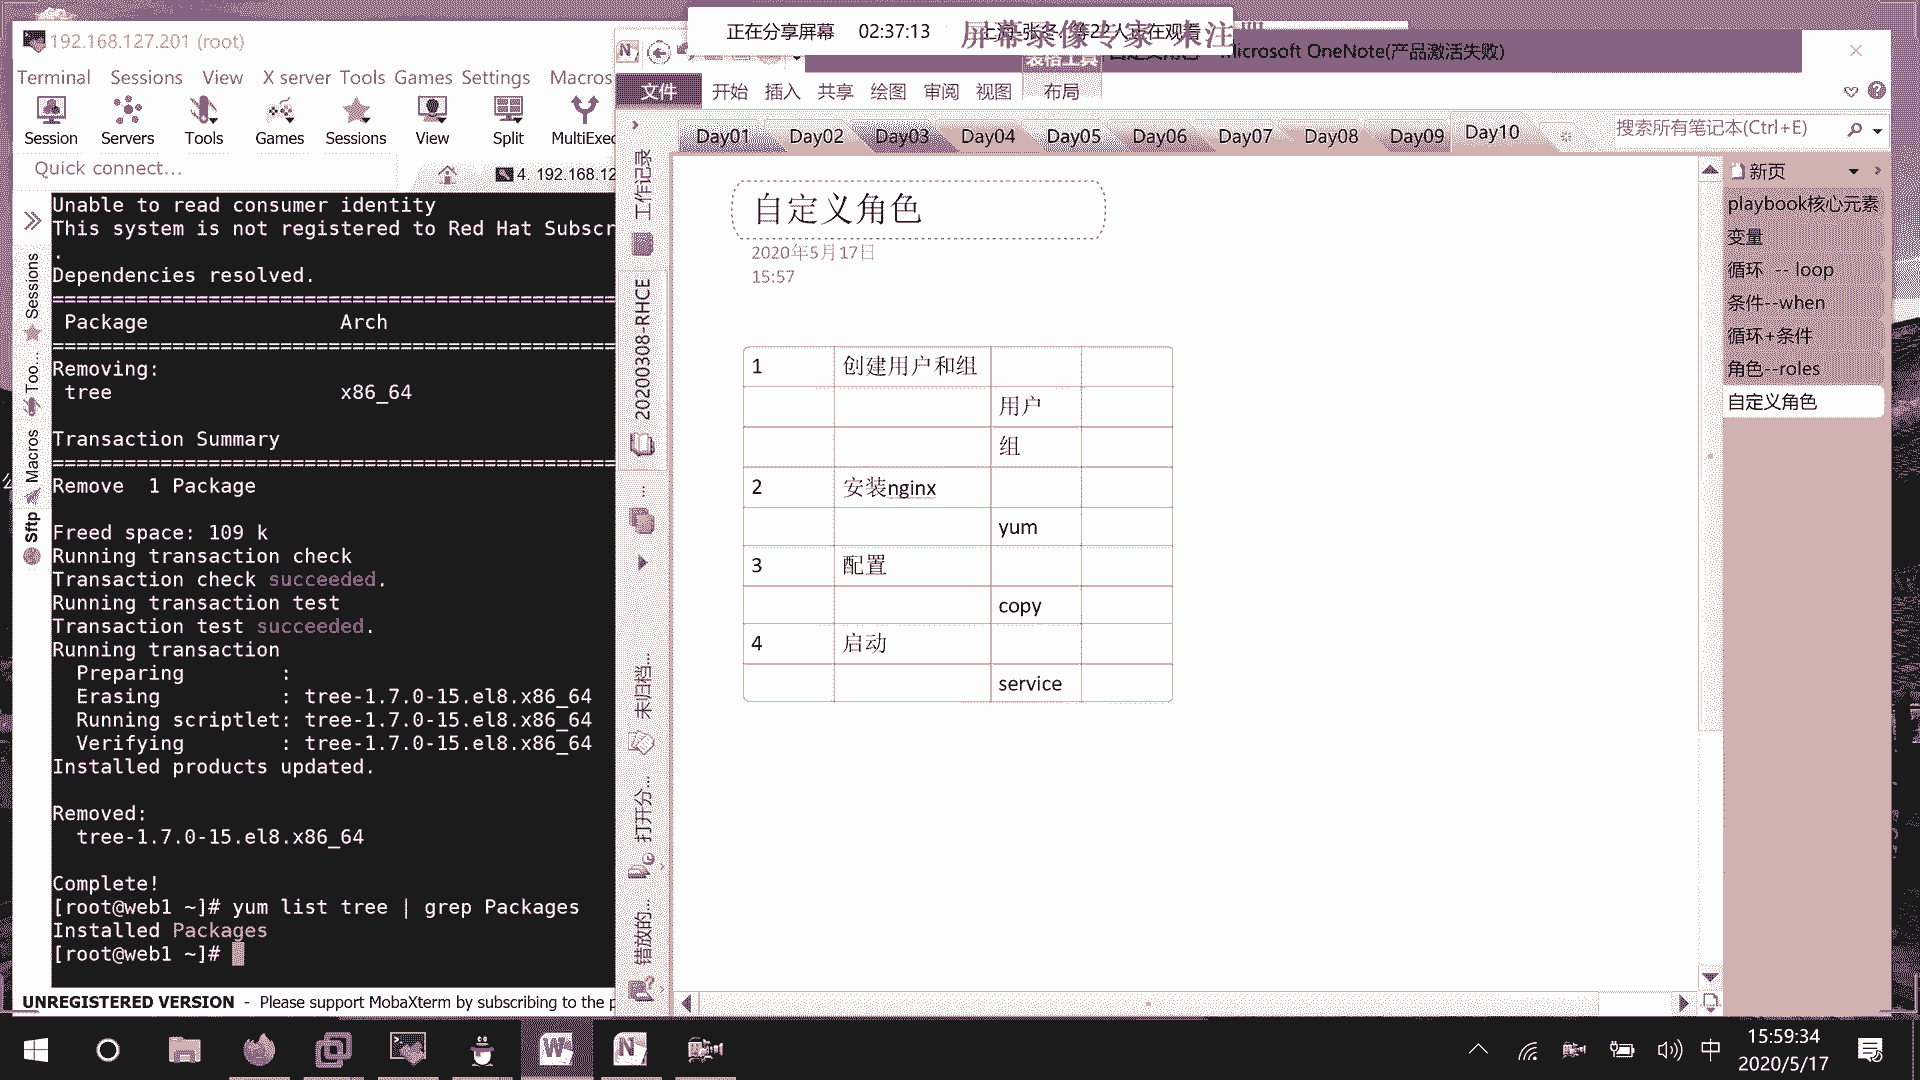 正在分享屏幕 02:37:13
屏幕录像专家 未注
192.168.127.201 (root)
Microsoft OneNote(产品激活失败)
Terminal Sessions View X server Tools Games Settings Macros
文件 开始 插入 共享 绘图 审阅 视图 布局
Session Servers Tools Games Sessions View Split MultiExec
Day01 Day02 Day03 Day04 Day05 Day06 Day07 Day08 Day09 Day10
搜索所有笔记本(Ctrl+E)
Quick connect...
4. 192.168.12
Unable to read consumer identity
This system is not registered to Red Hat Subscr
.
Dependencies resolved.
Package Arch
Removing:
tree x86_64
Transaction Summary
Remove 1 Package
Freed space: 109 k
Running transaction check
Transaction check succeeded.
Running transaction test
Transaction test succeeded.
Running transaction
Preparing :
Erasing : tree-1.7.0-15.el8.x86_64
Running scriptlet: tree-1.7.0-15.el8.x86_64
Verifying : tree-1.7.0-15.el8.x86_64
Installed products updated.
Removed:
tree-1.7.0-15.el8.x86_64
Complete!
[root@web1 ~]# yum list tree | grep Packages
Installed Packages
[root@web1 ~]#
UNREGISTERED VERSION - Please support MobaXterm by subscribing to the p
Sessions
Too...
Macros
Sftp
工作记录
20200308-RHCE
...
未归档...
打开分...
错放的...
自定义角色
2020年5月17日
15:57
1 创建用户和组
用户
组
2 安装nginx
yum
3 配置
copy
4 启动
service
新页
playbook核心元素
变量
循环 -- loop
条件--when
循环+条件
角色--roles
自定义角色
中
15:59:34
2020/5/17